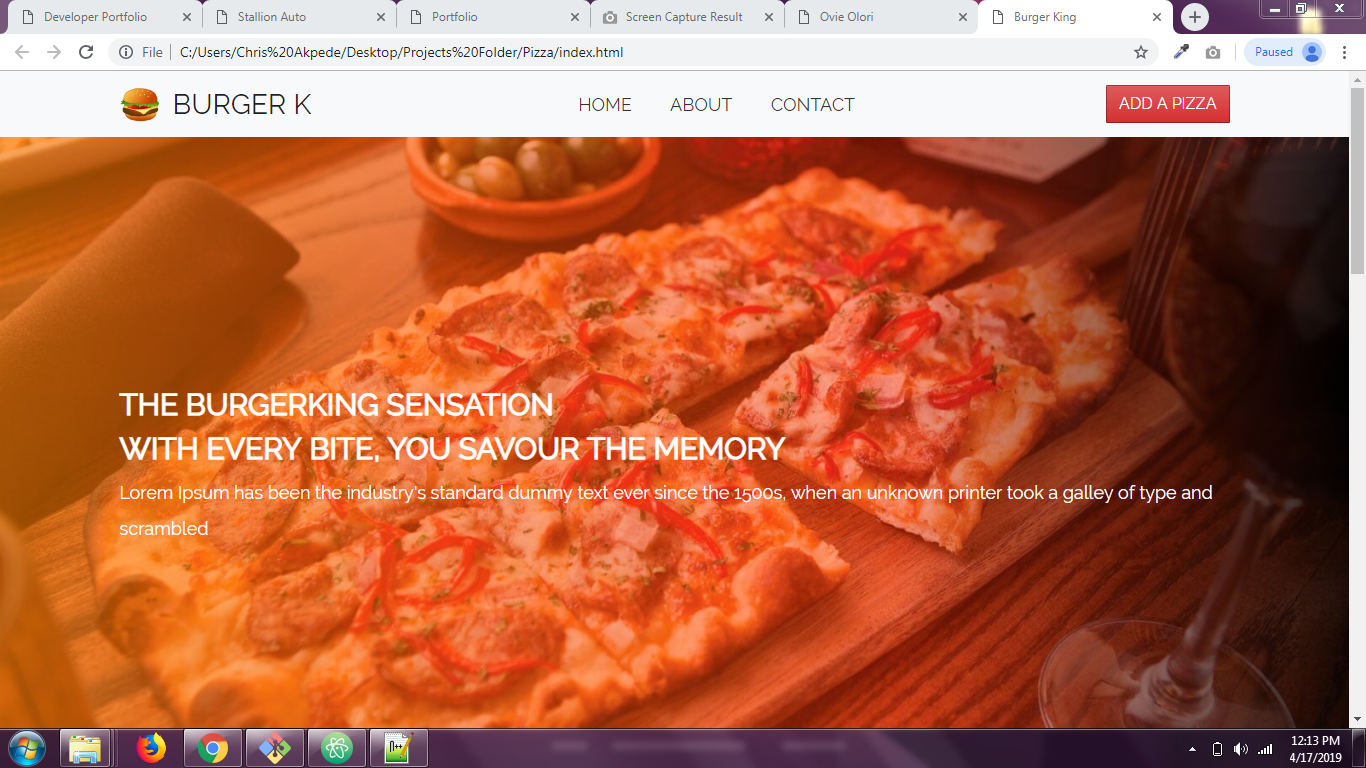 Developer Portfolio
Stallion Auto
Portfolio
Screen Capture Result
Ovie Olori
Burger King
File
C:/Users/Chris%20Akpede/Desktop/Projects%20Folder/Pizza/index.html
Paused
BURGER K
HOME
ABOUT
CONTACT
ADD A PIZZA
THE BURGERKING SENSATION
WITH EVERY BITE, YOU SAVOUR THE MEMORY
Lorem Ipsum has been the industry's standard dummy text ever since the 1500s, when an unknown printer took a galley of type and
scrambled
12:13 PM
4/17/2019